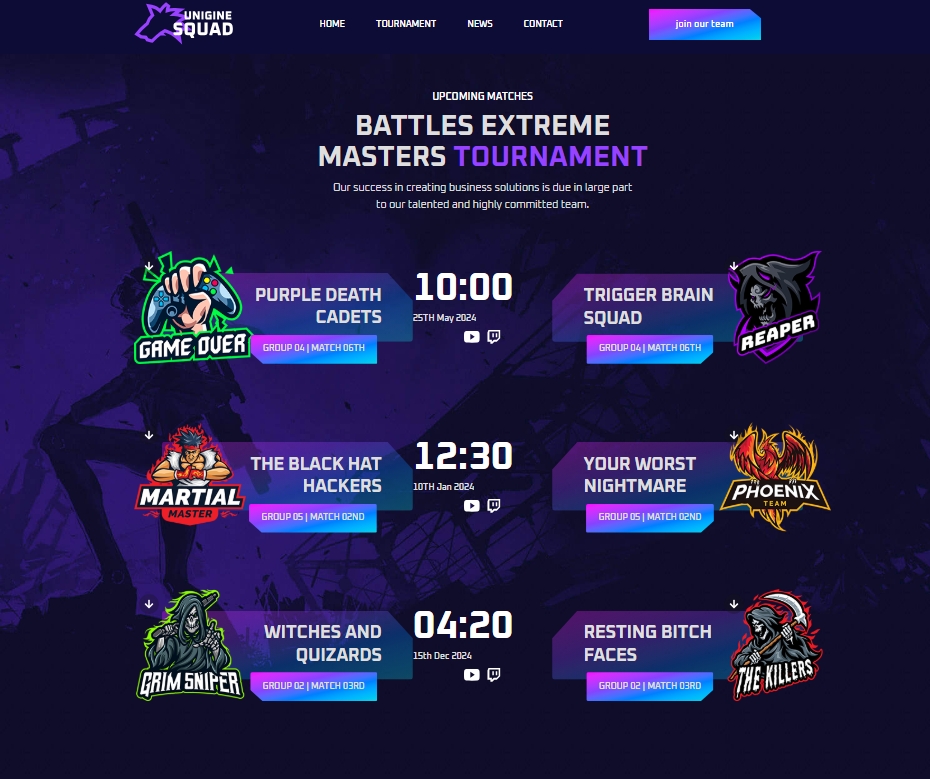 UNIGINE
SQUAD
HOME TOURNAMENT NEWS CONTACT
join our team
UPCOMING MATCHES
BATTLES EXTREME
MASTERS TOURNAMENT
Our success in creating business solutions is due in large part
to our talented and highly committed team.
GAME OVER
PURPLE DEATH
CADETS
GROUP 04 | MATCH 06TH
10:00
25TH May 2024
TRIGGER BRAIN
SQUAD
GROUP 04 | MATCH 06TH
REAPER
MARTIAL
MASTER
THE BLACK HAT
HACKERS
GROUP 05 | MATCH 02ND
12:30
10TH Jan 2024
YOUR WORST
NIGHTMARE
GROUP 05 | MATCH 02ND
PHOENIX
TEAM
GRIM SNIPER
WITCHES AND
QUIZARDS
GROUP 02 | MATCH 03RD
04:20
15th Dec 2024
RESTING BITCH
FACES
GROUP 02 | MATCH 03RD
THE KILLERS